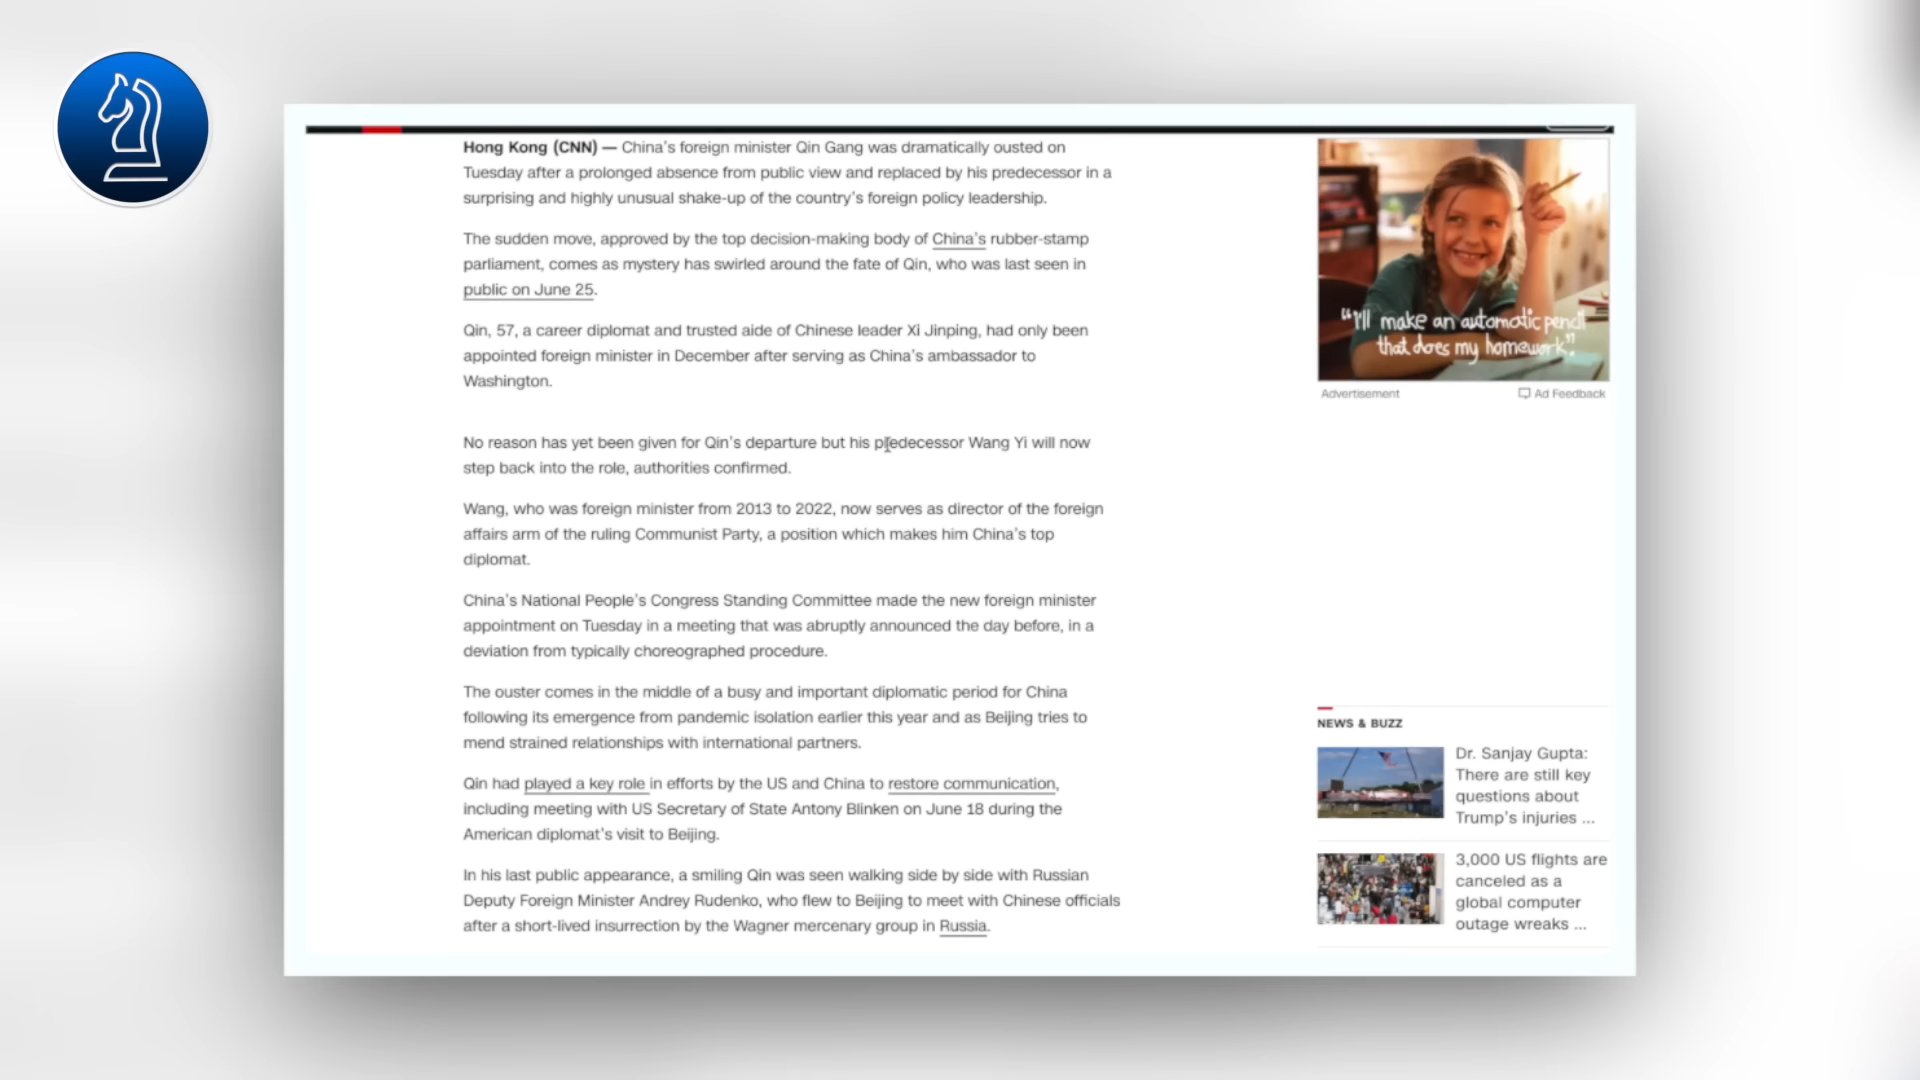 Hong Kong (CNN) — China's foreign minister Qin Gang was dramatically ousted on
Tuesday after a prolonged absence from public view and replaced by his predecessor in a
surprising and highly unusual shake-up of the country's foreign policy leadership.
The sudden move, approved by the top decision-making body of China's rubber-stamp
parliament, comes as mystery has swirled around the fate of Qin, who was last seen in
public on June 25.
Qin, 57, a career diplomat and trusted aide of Chinese leader Xi Jinping, had only been
appointed foreign minister in December after serving as China's ambassador to
Washington.
No reason has yet been given for Qin's departure but his predecessor Wang Yi will now
step back into the role, authorities confirmed.
Wang, who was foreign minister from 2013 to 2022, now serves as director of the foreign
affairs arm of the ruling Communist Party, a position which makes him China's top
diplomat.
China's National People's Congress Standing Committee made the new foreign minister
appointment on Tuesday in a meeting that was abruptly announced the day before, in a
deviation from typically choreographed procedure.
The ouster comes in the middle of a busy and important diplomatic period for China
following its emergence from pandemic isolation earlier this year and as Beijing tries to
mend strained relationships with international partners.
Qin had played a key role in efforts by the US and China to restore communication,
including meeting with US Secretary of State Antony Blinken on June 18 during the
American diplomat's visit to Beijing.
In his last public appearance, a smiling Qin was seen walking side by side with Russian
Deputy Foreign Minister Andrey Rudenko, who flew to Beijing to meet with Chinese officials
after a short-lived insurrection by the Wagner mercenary group in Russia.
"I'll make an automatic pencil
that does my homework."
Advertisement
Ad Feedback
NEWS & BUZZ
Dr. Sanjay Gupta:
There are still key
questions about
Trump's injuries ...
3,000 US flights are
canceled as a
global computer
outage wreaks ...